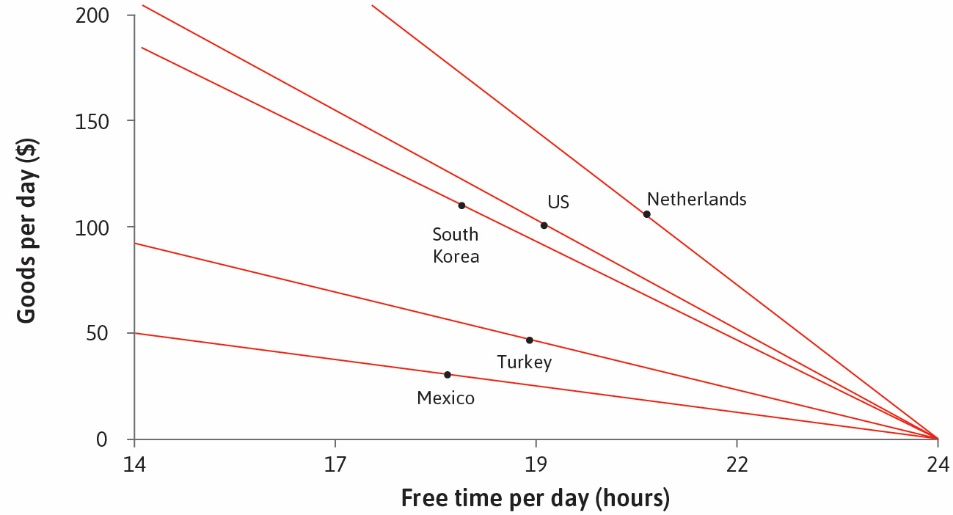 200
150
100
50
0
14
17
19
22
24
Goods per day ($)
Free time per day (hours)
US
Netherlands
South
Korea
Turkey
Mexico